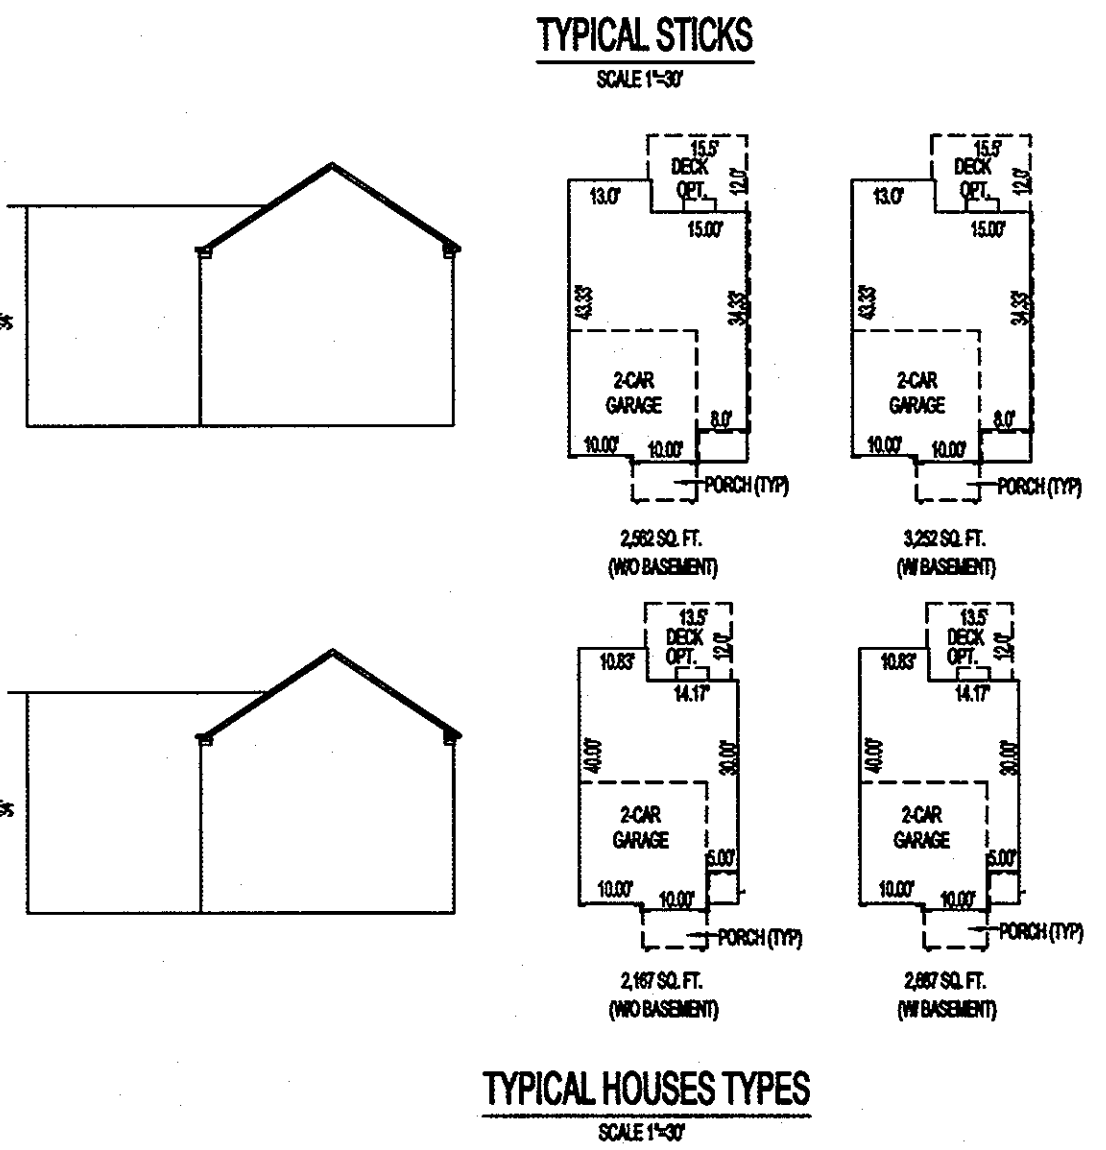 TYPICAL STICKS
SCALE 1"=30'
15.5'
DECK
OPT.
12.0'
13.0'
15.00'
43.33'
34.33'
2-CAR
GARAGE
8.0'
10.00'
10.00'
PORCH (TYP)
2,562 SQ. FT.
(W/O BASEMENT)
15.5'
DECK
OPT.
12.0'
13.0'
15.00'
43.33'
34.33'
2-CAR
GARAGE
8.0'
10.00'
10.00'
PORCH (TYP)
3,252 SQ. FT.
(W/ BASEMENT)
13.5'
DECK
OPT.
12.0'
10.83'
14.17'
40.00'
30.00'
2-CAR
GARAGE
5.00'
10.00'
10.00'
PORCH (TYP)
2,167 SQ. FT.
(W/O BASEMENT)
13.5'
DECK
OPT.
12.0'
10.83'
14.17'
40.00'
30.00'
2-CAR
GARAGE
5.00'
10.00'
10.00'
PORCH (TYP)
SQ. FT.
(W/ BASEMENT)
TYPICAL HOUSES TYPES
SCALE 1"=30'